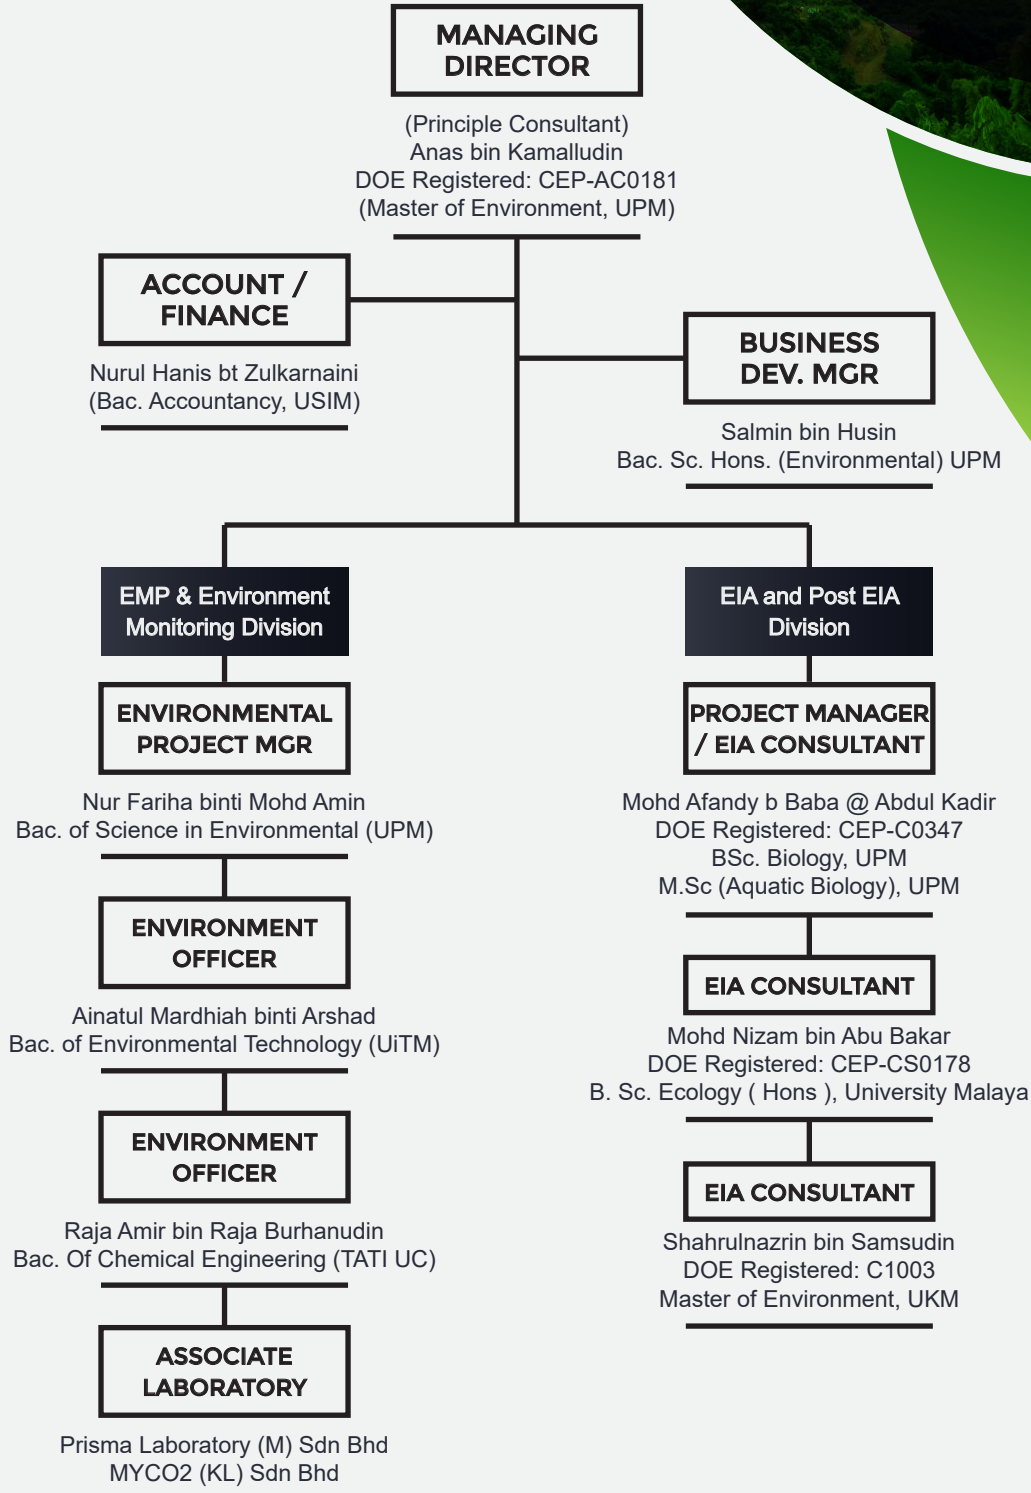 MANAGING
DIRECTOR
(Principle Consultant)
Anas bin Kamalludin
DOE Registered: CEP-AC0181
(Master of Environment, UPM)
ACCOUNT /
FINANCE
Nurul Hanis bt Zulkarnaini
(Bac. Accountancy, USIM)
BUSINESS
DEV. MGR
Salmin bin Husin
Bac. Sc. Hons. (Environmental) UPM
EMP & Environment
Monitoring Division
ENVIRONMENTAL
PROJECT MGR
Nur Fariha binti Mohd Amin
Bac. of Science in Environmental (UPM)
ENVIRONMENT
OFFICER
Ainatul Mardhiah binti Arshad
Bac. of Environmental Technology (UiTM)
ENVIRONMENT
OFFICER
Raja Amir bin Raja Burhanudin
Bac. Of Chemical Engineering (TATI UC)
ASSOCIATE
LABORATORY
Prisma Laboratory (M) Sdn Bhd
MYCO2 (KL) Sdn Bhd
EIA and Post EIA
Division
PROJECT MANAGER
/ EIA CONSULTANT
Mohd Afandy b Baba @ Abdul Kadir
DOE Registered: CEP-C0347
BSc. Biology, UPM
M.Sc (Aquatic Biology), UPM
EIA CONSULTANT
Mohd Nizam bin Abu Bakar
DOE Registered: CEP-CS0178
B. Sc. Ecology ( Hons ), University Malaya
EIA CONSULTANT
Shahrulnazrin bin Samsudin
DOE Registered: C1003
Master of Environment, UKM